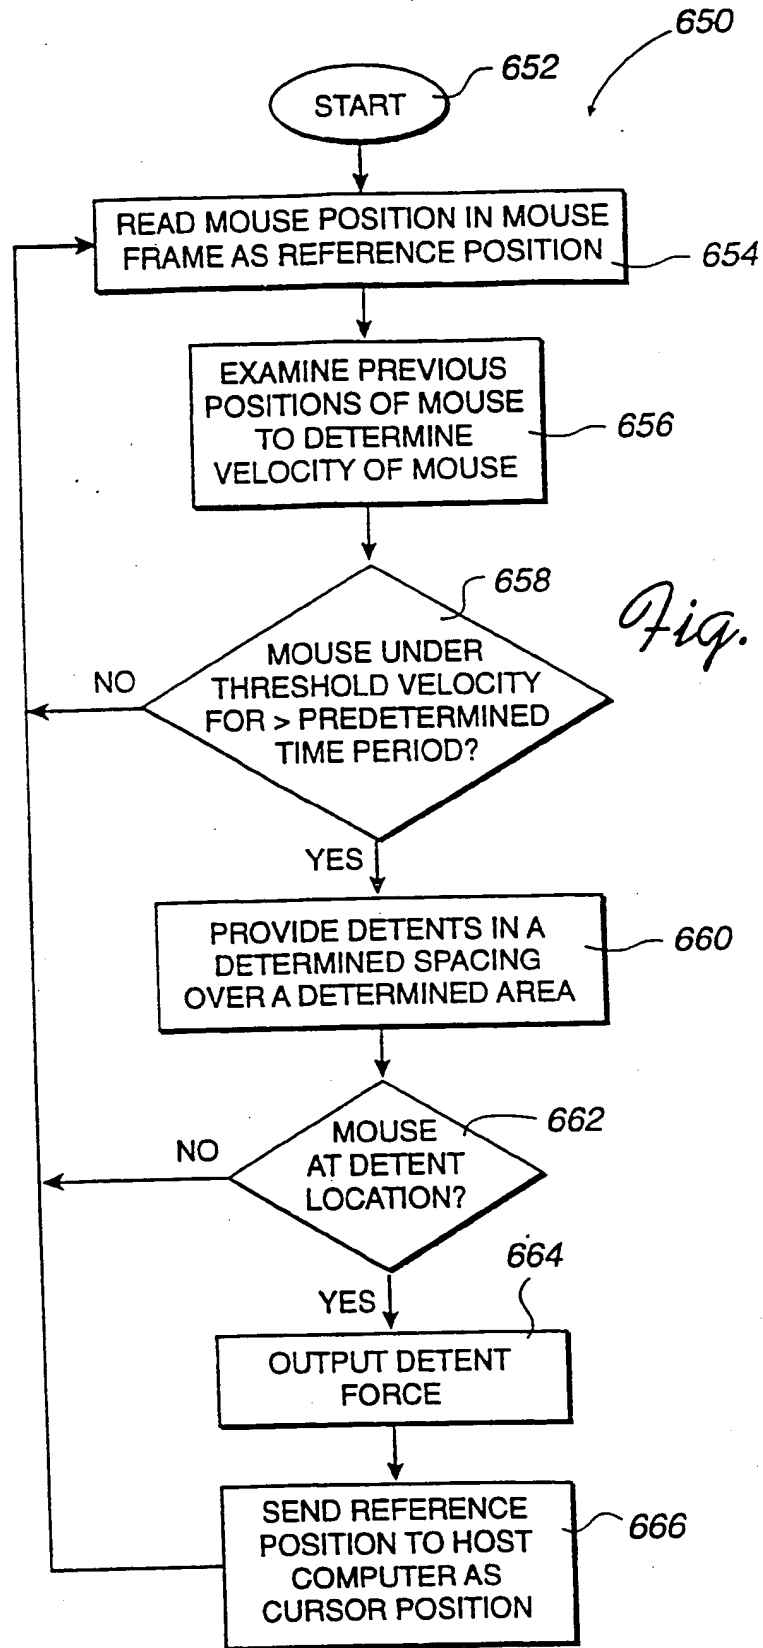 650
START
652
READ MOUSE POSITION IN MOUSE
FRAME AS REFERENCE POSITION
654
EXAMINE PREVIOUS
POSITIONS OF MOUSE
TO DETERMINE
VELOCITY OF MOUSE
656
658
Fig.
MOUSE UNDER
THRESHOLD VELOCITY
FOR > PREDETERMINED
TIME PERIOD?
NO
YES
PROVIDE DETENTS IN A
DETERMINED SPACING
OVER A DETERMINED AREA
660
662
MOUSE
AT DETENT
LOCATION?
NO
664
YES
OUTPUT DETENT
FORCE
SEND REFERENCE
POSITION TO HOST
COMPUTER AS
CURSOR POSITION
666